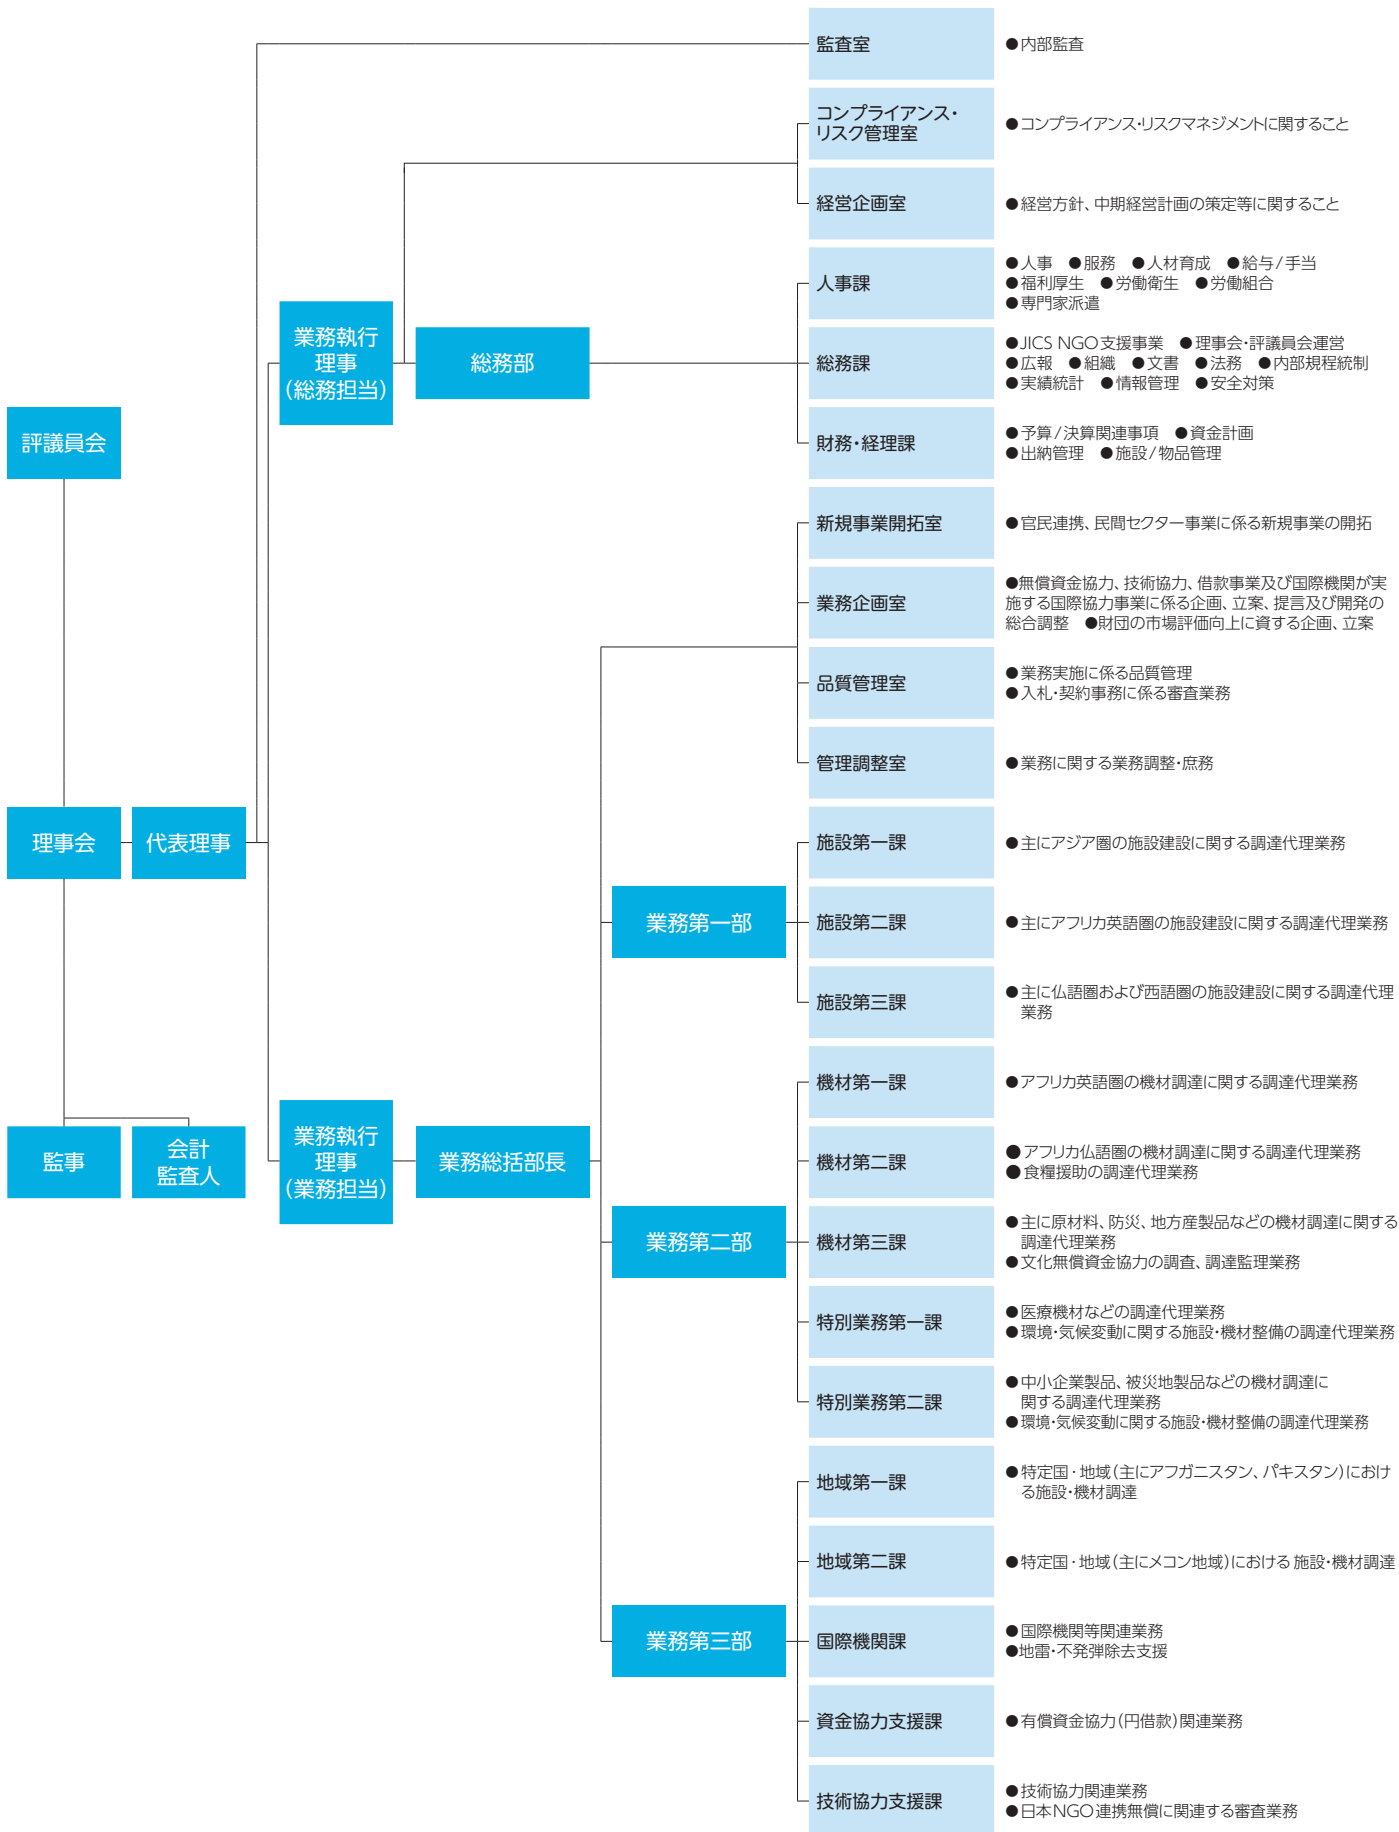 評議員会
理事会
代表理事
監事
会計
監査人
業務執行
理事
(総務担当)
総務部
業務執行
理事
(業務担当)
業務総括部長
業務第一部
業務第二部
業務第三部
監査室
●内部監査
コンプライアンス・
リスク管理室
●コンプライアンス・リスクマネジメントに関すること
経営企画室
●経営方針、中期経営計画の策定等に関すること
人事課
●人事 ●服務 ●人材育成 ●給与/手当
●福利厚生 ●労働衛生 ●労働組合
●専門家派遣
総務課
●JICS NGO支援事業 ●理事会・評議員会運営
●広報 ●組織 ●文書 ●法務 ●内部規程統制
●実績統計 ●情報管理 ●安全対策
財務・経理課
●予算/決算関連事項 ●資金計画
●出納管理 ●施設/物品管理
新規事業開拓室
●官民連携、民間セクター事業に係る新規事業の開拓
業務企画室
●無償資金協力、技術協力、借款事業及び国際機関が実
施する国際協力事業に係る企画、立案、提言及び開発の
総合調整 ●財団の市場評価向上に資する企画、立案
品質管理室
●業務実施に係る品質管理
●入札・契約事務に係る審査業務
管理調整室
●業務に関する業務調整・庶務
施設第一課
●主にアジア圏の施設建設に関する調達代理業務
施設第二課
●主にアフリカ英語圏の施設建設に関する調達代理業務
施設第三課
●主に仏語圏および西語圏の施設建設に関する調達代理
業務
機材第一課
●アフリカ英語圏の機材調達に関する調達代理業務
機材第二課
●アフリカ仏語圏の機材調達に関する調達代理業務
●食糧援助の調達代理業務
機材第三課
●主に原材料、防災、地方産製品などの機材調達に関する
調達代理業務
●文化無償資金協力の調査、調達監理業務
特別業務第一課
●医療機材などの調達代理業務
●環境・気候変動に関する施設・機材整備の調達代理業務
特別業務第二課
●中小企業製品、被災地製品などの機材調達に
関する調達代理業務
●環境・気候変動に関する施設・機材整備の調達代理業務
地域第一課
●特定国・地域(主にアフガニスタン、パキスタン)におけ
る施設・機材調達
地域第二課
●特定国・地域(主にメコン地域)における施設・機材調達
国際機関課
●国際機関等関連業務
●地雷・不発弾除去支援
資金協力支援課
●有償資金協力(円借款)関連業務
技術協力支援課
●技術協力関連業務
●日本NGO連携無償に関連する審査業務